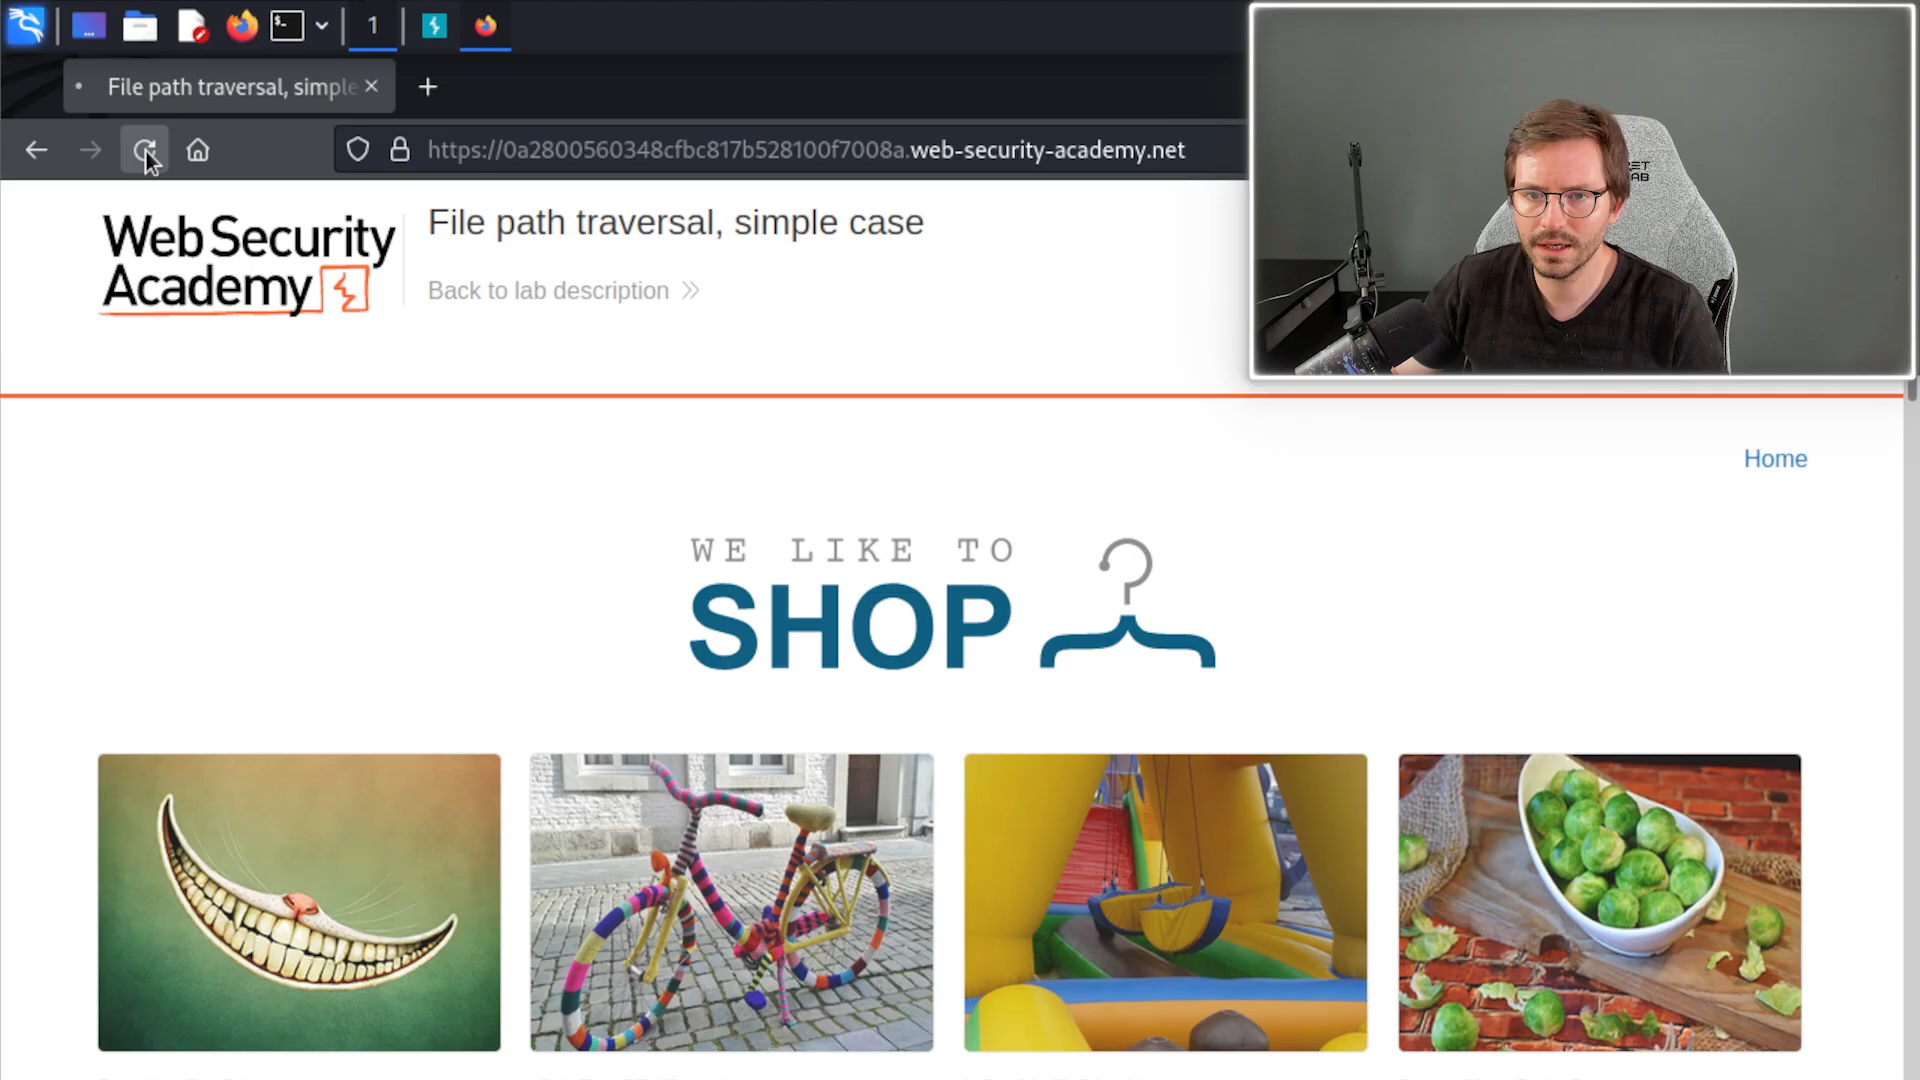 1
File path traversal, simple
https://0a2800560348cfbc817b528100f7008a.web-security-academy.net
Web Security
Academy
File path traversal, simple case
Back to lab description
Home
WE LIKE TO
SHOP